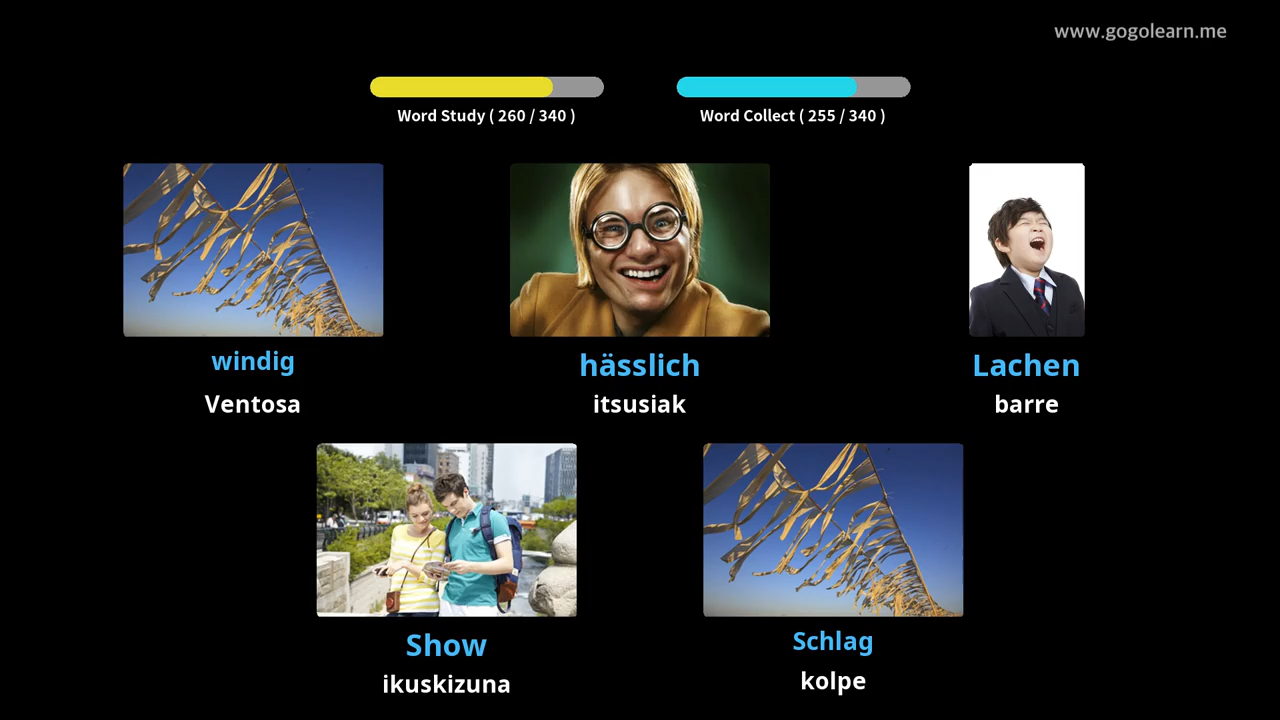 www.gogolearn.me
Word Study ( 260 / 340 )
Word Collect ( 255 / 340 )
windig
Ventosa
hässlich
itsusiak
Lachen
barre
Show
ikuskizuna
Schlag
kolpe